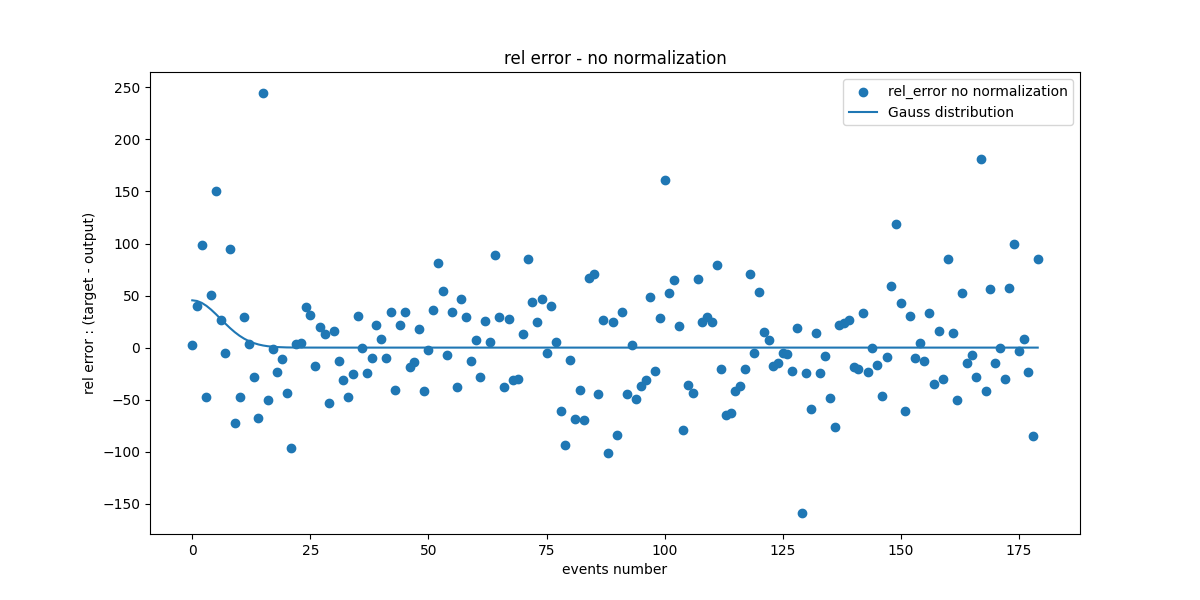 rel error - no normalization
rel_error no normalization
Gauss distribution
rel error : (target - output)
250
200
150
100
50
0
−50
−100
−150
0 25 50 75 100 125 150 175
events number